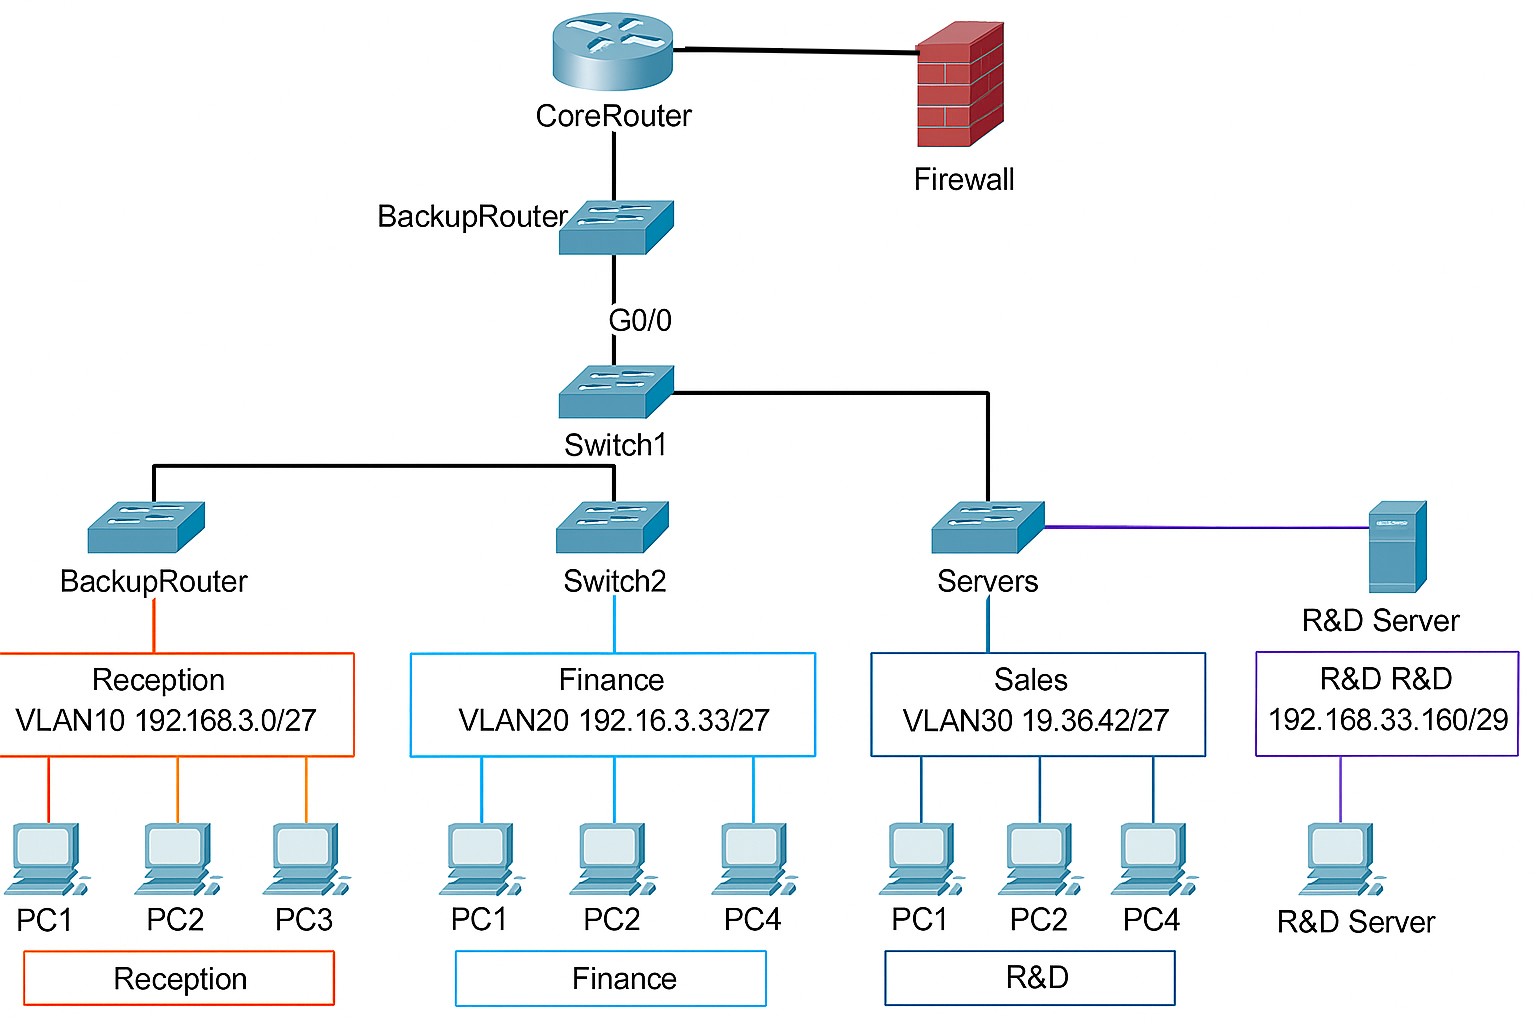 CoreRouter
Firewall
BackupRouter
G0/0
Switch1
BackupRouter
Switch2
Servers
R&D Server
Reception
VLAN10 192.168.3.0/27
Finance
VLAN20 192.16.3.33/27
Sales
VLAN30 19.36.42/27
R&D R&D
192.168.33.160/29
PC1
PC2
PC3
PC1
PC2
PC4
PC1
PC2
PC4
R&D Server
Reception
Finance
R&D